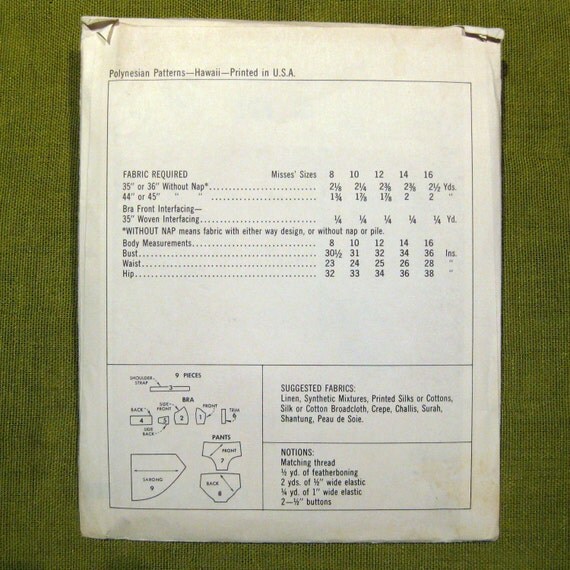 Polynesian Patterns—Hawaii—Printed in U.S.A.
FABRIC REQUIRED Misses' Sizes 8 10 12 14 16
35" or 36" Without Nap* 2⅛ 2¼ 2⅜ 2⅜ 2½ Yds.
44" or 45" " " 1¾ 1⅞ 1⅞ 2 2 "
Bra Front Interfacing—
35" Woven Interfacing ¼ ¼ ¼ ¼ ¼ Yd.
*WITHOUT NAP means fabric with either way design, or without nap or pile.
Body Measurements 8 10 12 14 16
Bust 30½ 31 32 34 36 Ins.
Waist 23 24 25 26 28 "
Hip 32 33 34 36 38 "
9 PIECES
SHOULDER STRAP
3
BRA
BACK
4
SIDE BACK
5
SIDE FRONT
2
FRONT
1
TRIM
6
PANTS
FRONT
7
BACK
8
SARONG
9
SUGGESTED FABRICS:
Linen, Synthetic Mixtures, Printed Silks or Cottons,
Silk or Cotton Broadcloth, Crepe, Challis, Surah,
Shantung, Peau de Soie.
NOTIONS:
Matching thread
yd. of featherboning
2 yds. of wide elastic
¼ yd. of 1" wide elastic
2—½" buttons